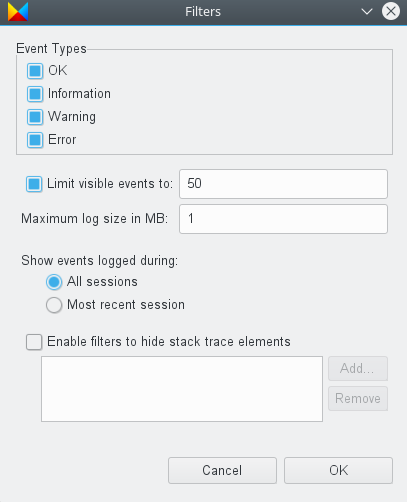 Filters
Event Types
OK
Information
Warning
Error
Limit visible events to: 50
Maximum log size in MB: 1
Show events logged during:
All sessions
Most recent session
Enable filters to hide stack trace elements
Add...
Remove
Cancel OK